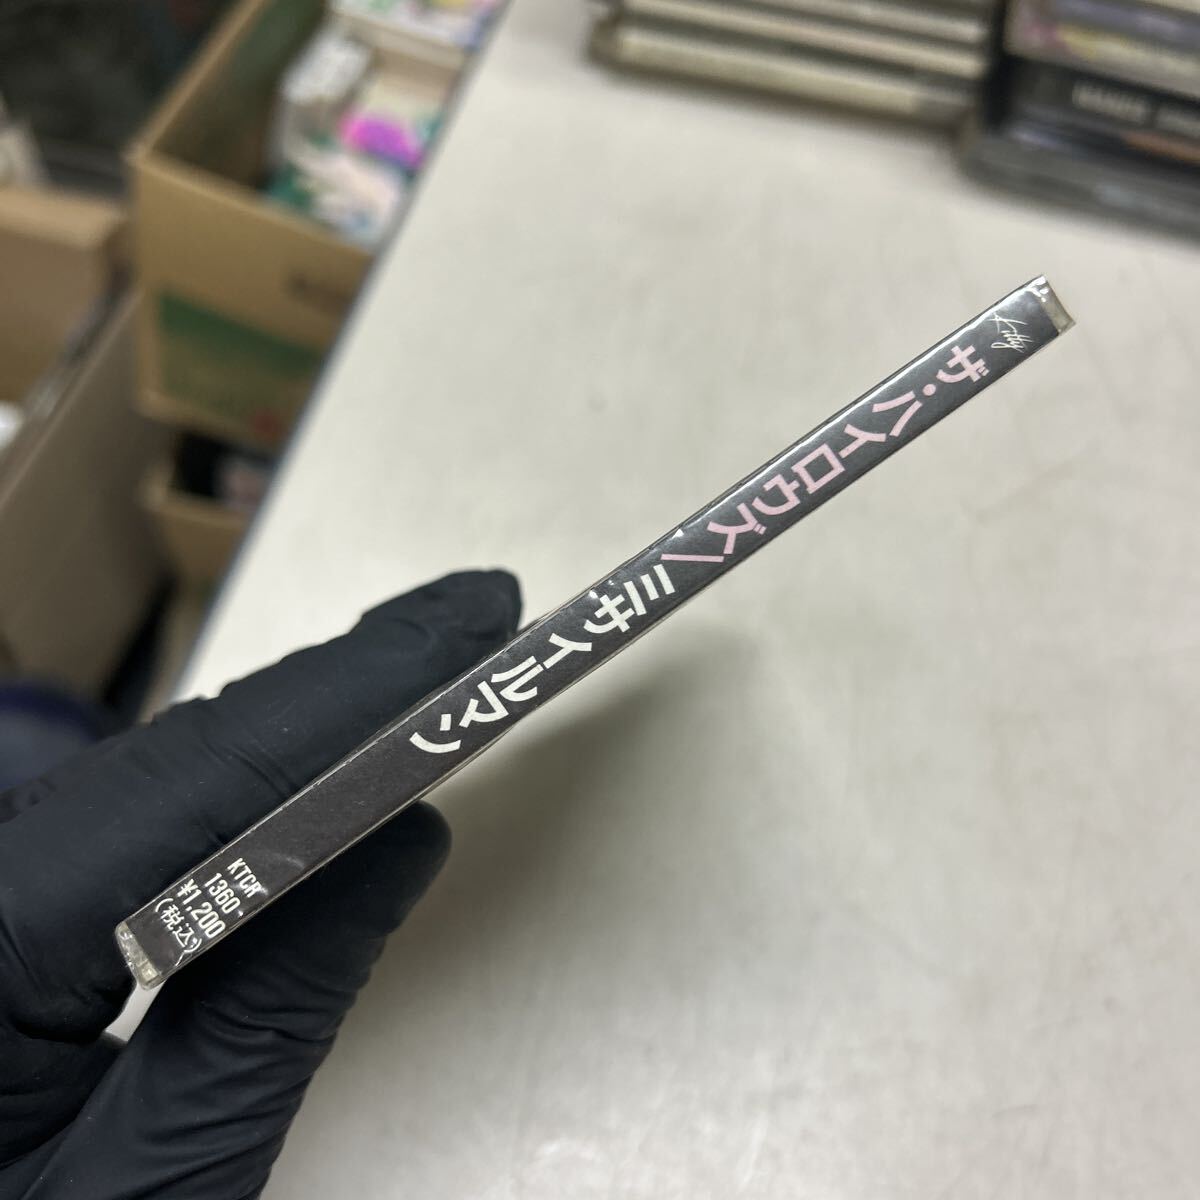 Kitty
ザ・ハイロウズ/ミサイルマン
KTCR
1360
¥1,200
(税込)